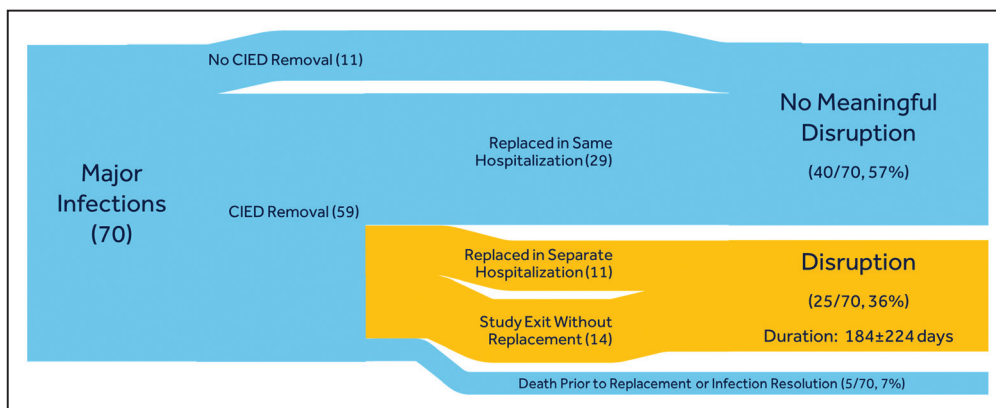 Major
Infections
(70)
No CIED Removal (11)
CIED Removal (59)
Replaced in Same
Hospitalization (29)
Replaced in Separate
Hospitalization (11)
Study Exit Without
Replacement (14)
Death Prior to Replacement or Infection Resolution (5/70, 7%)
No Meaningful
Disruption
(40/70, 57%)
Disruption
(25/70, 36%)
Duration: 184±224 days